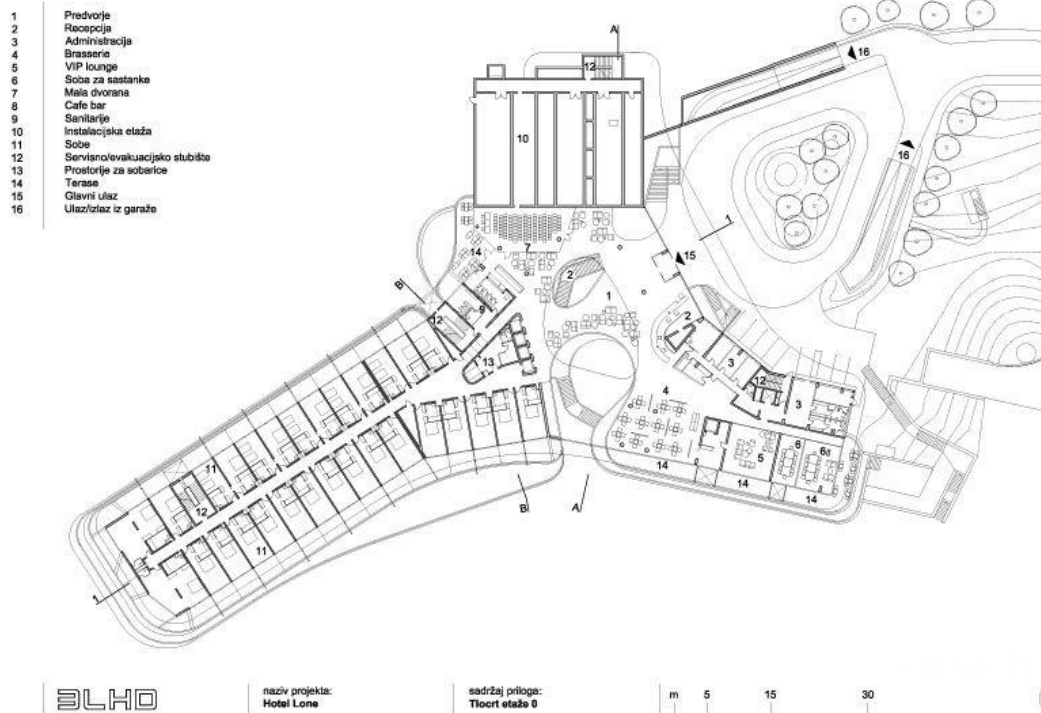 1 Predvorje
2 Recepcija
3 Administracija
4 Brasserie
5 VIP lounge
6 Soba za sastanke
7 Mala dvorana
8 Cafe bar
9 Sanitarije
10 Instalacijska etaža
11 Sobe
12 Servisno/evakuacijsko stubište
13 Prostorije za sobarice
14 Terase
15 Glavni ulaz
16 Ulaz/izlaz iz garaže
A
16
12
10
16
1
7
14
15
2
B
1
9
12
2
13
3
12
4
3
6
6
5
11
14
14
14
12
B
A
11
1
3LHD
naziv projekta:
Hotel Lone
sadržaj priloga:
Tlocrt etaže 0
m 5 15 30